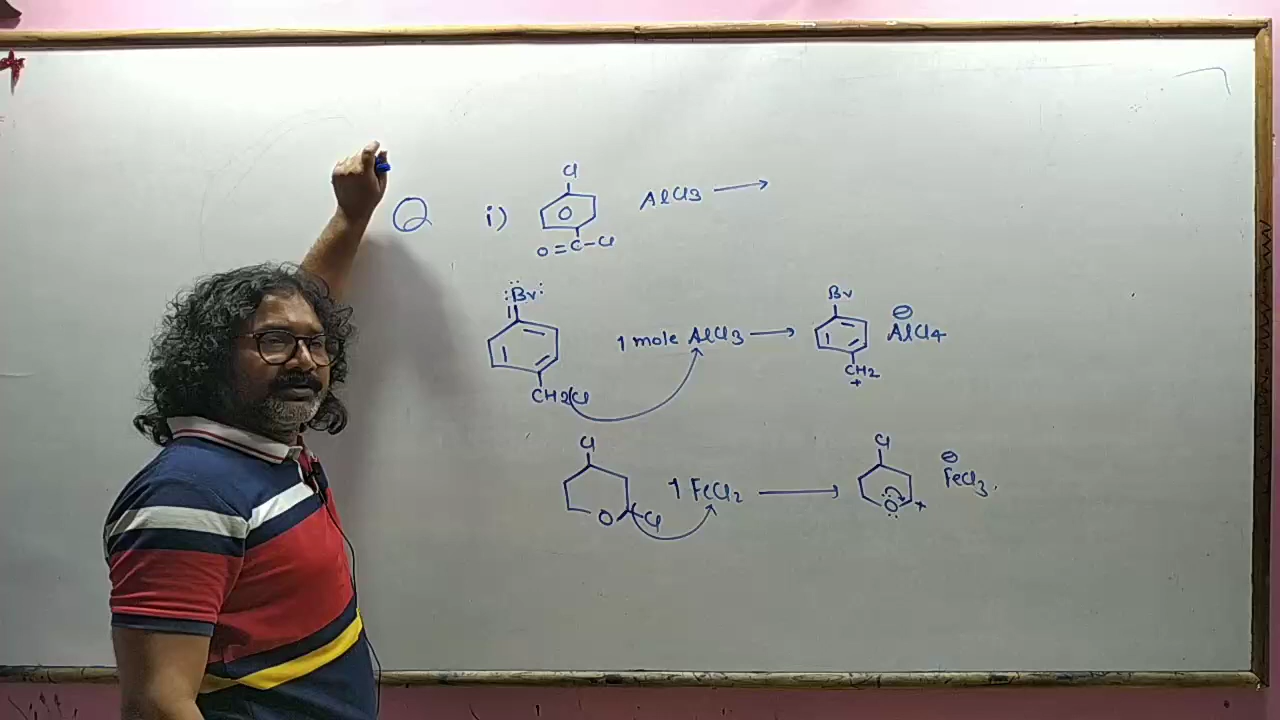 Cl
Q i) AlCl3 →
O=C-Cl
:Br:
Br ⊖
1 mole AlCl3 → AlCl4
CH2Cl
CH2
+
Cl
Cl ⊖
1 FeCl2 → FeCl3.
O Cl
O +